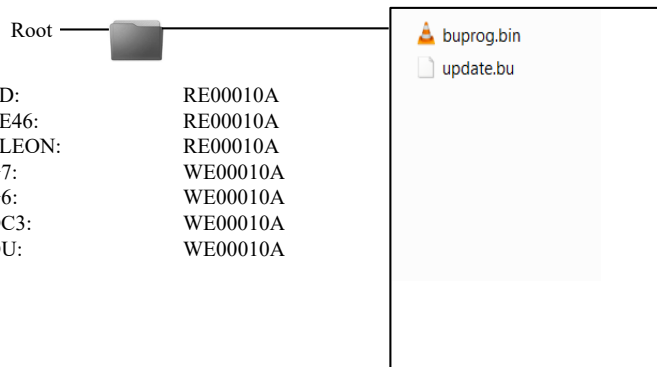 Root
buprog.bin
update.bu
D: RE00010A
E46: RE00010A
LEON: RE00010A
7: WE00010A
6: WE00010A
C3: WE00010A
U: WE00010A